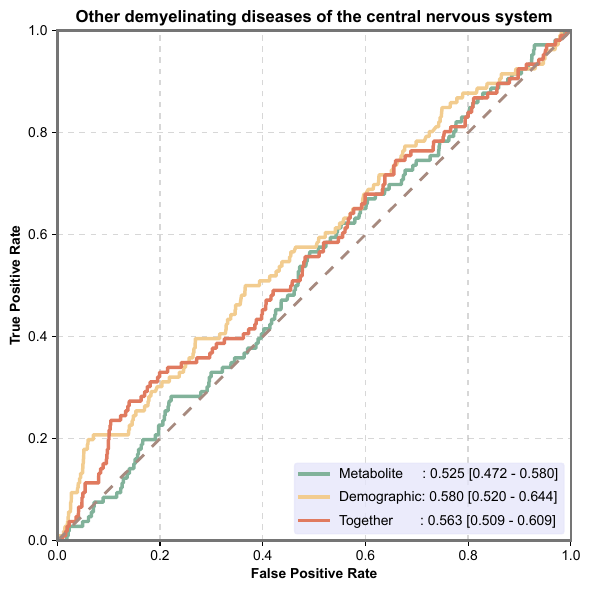 Other demyelinating diseases of the central nervous system
1.0
0.8
0.6
0.4
0.2
0.0
True Positive Rate
Metabolite : 0.525 [0.472 - 0.580]
Demographic: 0.580 [0.520 - 0.644]
Together : 0.563 [0.509 - 0.609]
0.0 0.2 0.4 0.6 0.8 1.0
False Positive Rate